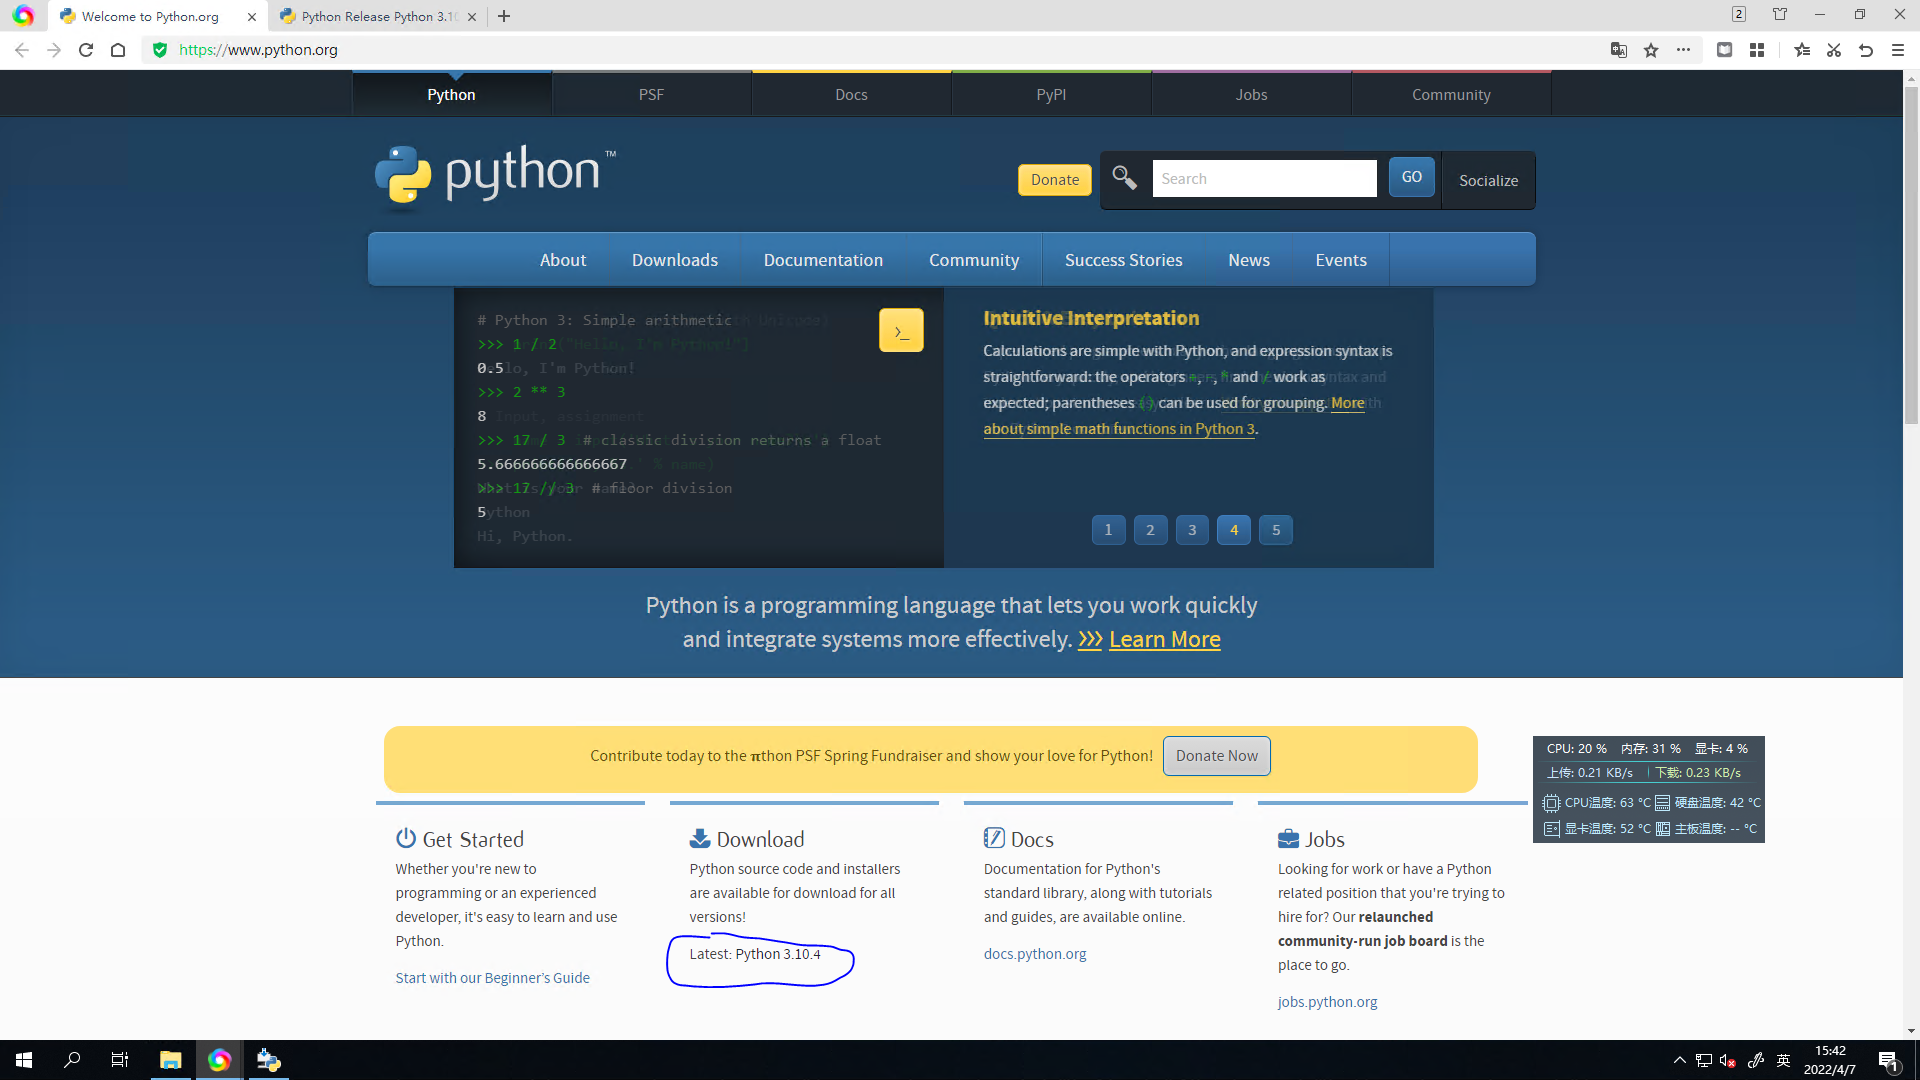 Welcome to Python.org
Python Release Python 3.10
2
https://www.python.org
Python
PSF
Docs
PyPI
Jobs
Community
python™
Donate
Search
GO
Socialize
About
Downloads
Documentation
Community
Success Stories
News
Events
# Python 3: Simple arithmetic
>>> 1 / 2
0.5
>>> 2 ** 3
8
>>> 17 / 3  # classic division returns a float
5.666666666666667
>>> 17 // 3  # floor division
5
Hi, Python.
>_
Intuitive Interpretation
Calculations are simple with Python, and expression syntax is
straightforward: the operators +, -, * and / work as
expected; parentheses () can be used for grouping. More
about simple math functions in Python 3.
1
2
3
4
5
Python is a programming language that lets you work quickly
and integrate systems more effectively. >>> Learn More
Contribute today to the πthon PSF Spring Fundraiser and show your love for Python!
Donate Now
CPU: 20 % 内存: 31 % 显卡: 4 %
上传: 0.21 KB/s 下载: 0.23 KB/s
CPU温度: 63 °C 硬盘温度: 42 °C
显卡温度: 52 °C 主板温度: -- °C
Get Started
Whether you're new to
programming or an experienced
developer, it's easy to learn and use
Python.
Start with our Beginner’s Guide
Download
Python source code and installers
are available for download for all
versions!
Latest: Python 3.10.4
Docs
Documentation for Python's
standard library, along with tutorials
and guides, are available online.
docs.python.org
Jobs
Looking for work or have a Python
related position that you're trying to
hire for? Our relaunched
community-run job board is the
place to go.
jobs.python.org
英
15:42
2022/4/7
1